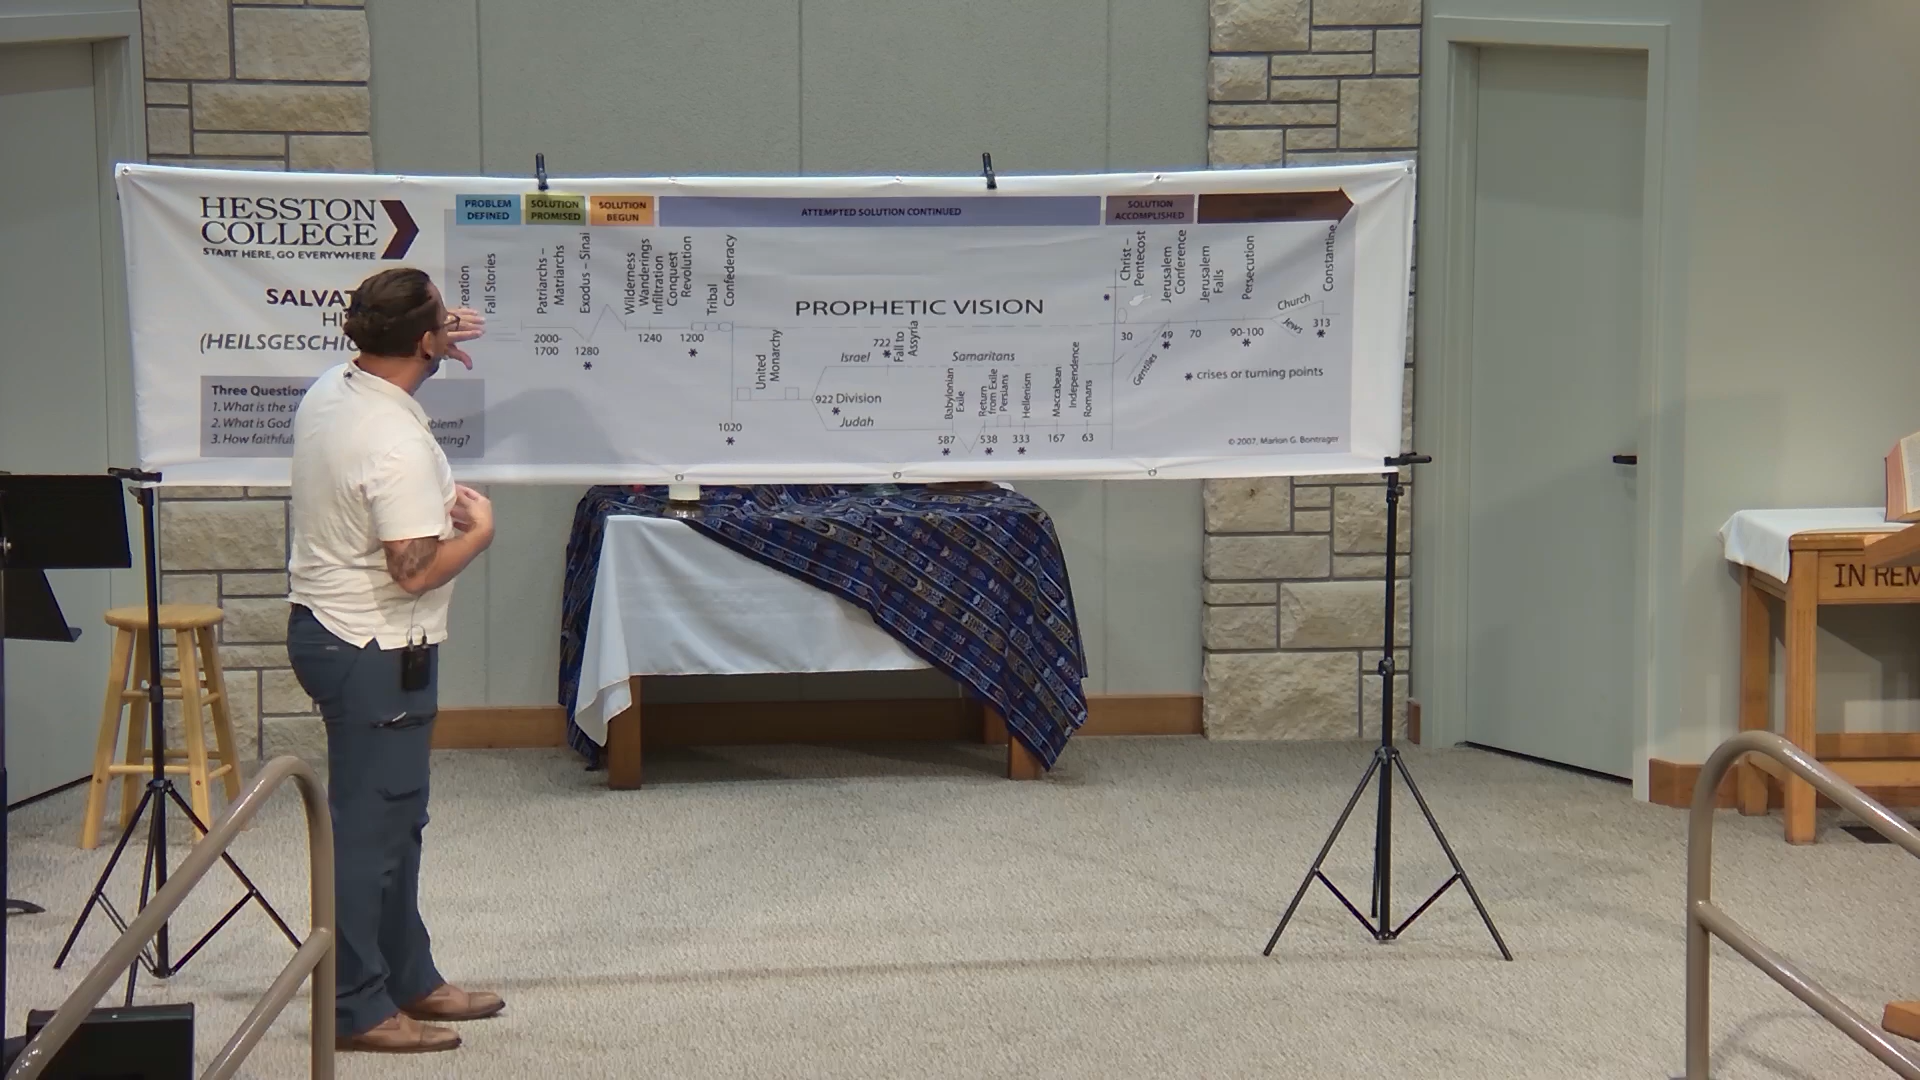 HESSTON
COLLEGE
START HERE, GO EVERYWHERE
SALVAT
HI
(HEILSGESCHIC
Three Question
1. What is the si
2. What is God
blem?
3. How faithful
ating?
PROBLEM
DEFINED
SOLUTION
PROMISED
SOLUTION
BEGUN
ATTEMPTED SOLUTION CONTINUED
SOLUTION
ACCOMPLISHED
reation
Fall Stories
Patriarchs –
Matriarchs
2000-
1700
Exodus – Sinai
1280
*
Wilderness
Wanderings
Infiltration
Conquest
Revolution
1240
1200
*
Tribal
Confederacy
1020
*
United
Monarchy
PROPHETIC VISION
922 Division
*
Israel
Judah
722
*
Fall to
Assyria
Samaritans
Babylonian
Exile
587
*
Return
from Exile
Persians
538
*
Hellenism
333
*
Maccabean
Independence
167
Romans
63
*
Christ –
Pentecost
30
Gentiles
Jerusalem
Conference
49
*
Jerusalem
Falls
70
Persecution
90-100
*
Church
Jews
Constantine
313
*
* crises or turning points
© 2007, Marion G. Bontrager
IN REM